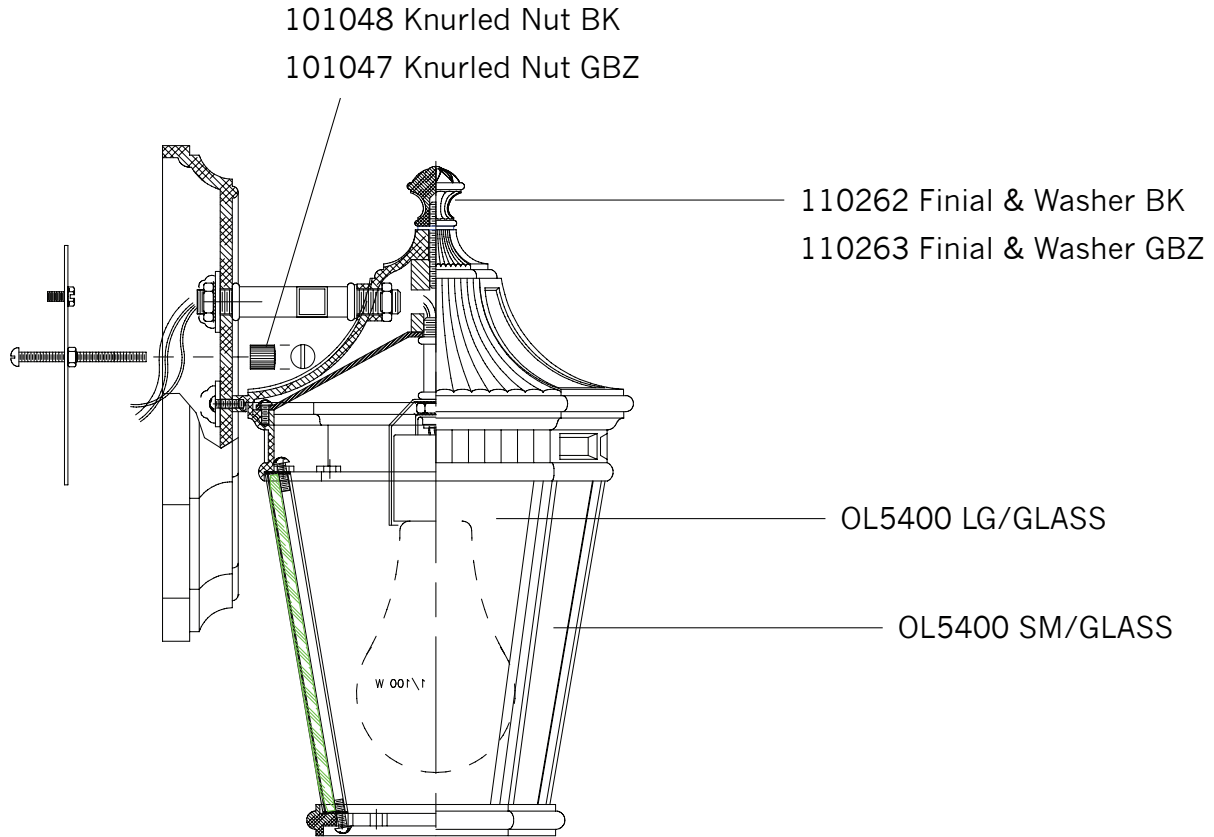 101048 Knurled Nut BK
101047 Knurled Nut GBZ
110262 Finial & Washer BK
110263 Finial & Washer GBZ
OL5400 LG/GLASS
OL5400 SM/GLASS
1/100 W